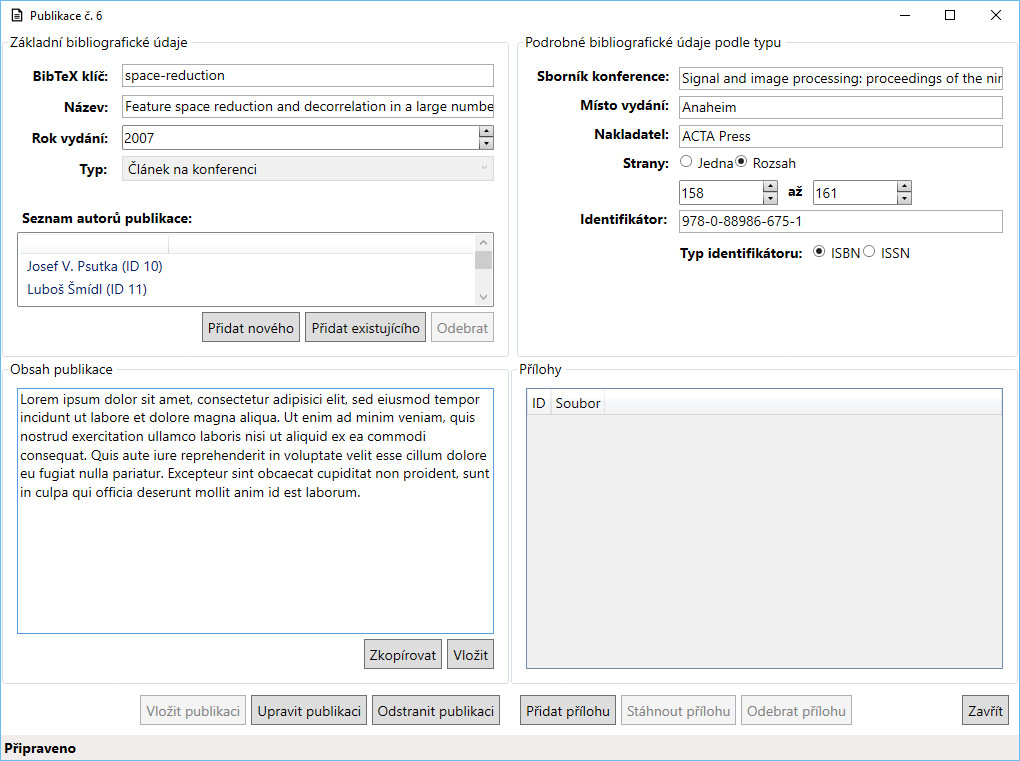 Publikace č. 6
Základní bibliografické údaje
BibTeX klíč: space-reduction
Název: Feature space reduction and decorrelation in a large numbe
Rok vydání: 2007
Typ: Článek na konferenci
Seznam autorů publikace:
Josef V. Psutka (ID 10)
Luboš Šmídl (ID 11)
Přidat nového Přidat existujícího Odebrat
Podrobné bibliografické údaje podle typu
Sborník konference: Signal and image processing: proceedings of the nin
Místo vydání: Anaheim
Nakladatel: ACTA Press
Strany: Jedna Rozsah
158 až 161
Identifikátor: 978-0-88986-675-1
Typ identifikátoru: ISBN ISSN
Obsah publikace
Lorem ipsum dolor sit amet, consectetur adipisici elit, sed eiusmod tempor
incidunt ut labore et dolore magna aliqua. Ut enim ad minim veniam, quis
nostrud exercitation ullamco laboris nisi ut aliquid ex ea commodi
consequat. Quis aute iure reprehenderit in voluptate velit esse cillum dolore
eu fugiat nulla pariatur. Excepteur sint obcaecat cupiditat non proident, sunt
in culpa qui officia deserunt mollit anim id est laborum.
Zkopírovat Vložit
Přílohy
ID Soubor
Vložit publikaci Upravit publikaci Odstranit publikaci Přidat přílohu Stáhnout přílohu Odebrat přílohu Zavřít
Připraveno